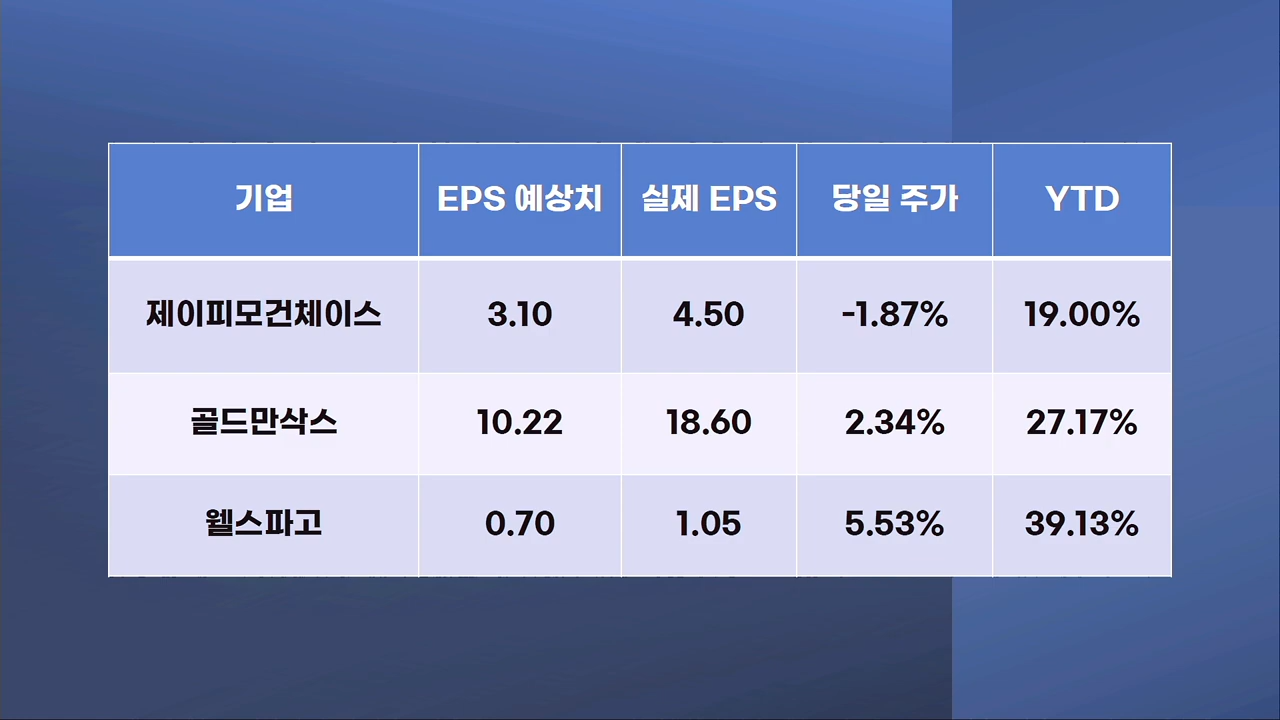 기업 EPS 예상치 실제 EPS 당일 주가 YTD
제이피모건체이스 3.10 4.50 -1.87% 19.00%
골드만삭스 10.22 18.60 2.34% 27.17%
웰스파고 0.70 1.05 5.53% 39.13%